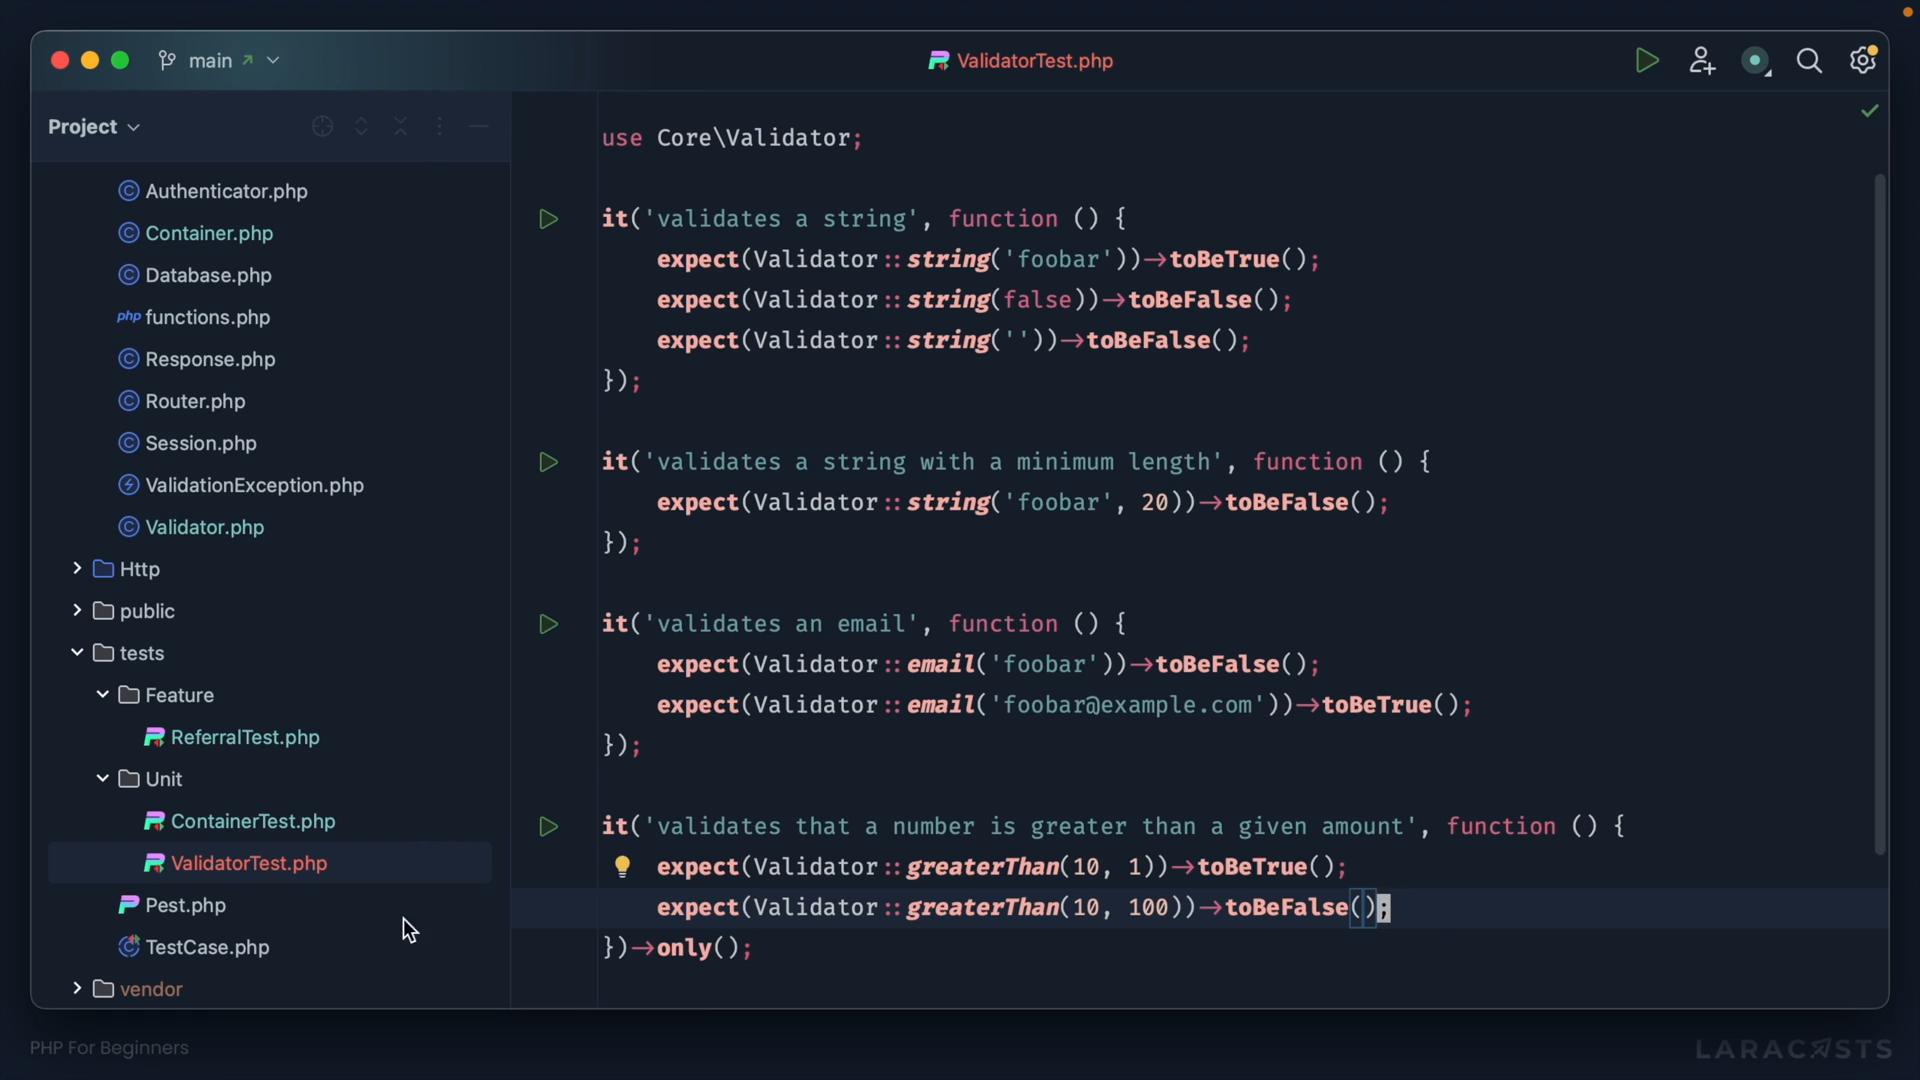 main
ValidatorTest.php
Project
Authenticator.php
Container.php
Database.php
php functions.php
Response.php
Router.php
Session.php
ValidationException.php
Validator.php
Http
public
tests
Feature
ReferralTest.php
Unit
ContainerTest.php
ValidatorTest.php
Pest.php
TestCase.php
vendor
use Core\Validator;
it('validates a string', function () {
expect(Validator::string('foobar'))->toBeTrue();
expect(Validator::string(false))->toBeFalse();
expect(Validator::string(''))->toBeFalse();
});
it('validates a string with a minimum length', function () {
expect(Validator::string('foobar', 20))->toBeFalse();
});
it('validates an email', function () {
expect(Validator::email('foobar'))->toBeFalse();
expect(Validator::email('foobar@example.com'))->toBeTrue();
});
it('validates that a number is greater than a given amount', function () {
expect(Validator::greaterThan(10, 1))->toBeTrue();
expect(Validator::greaterThan(10, 100))->toBeFalse();
})->only();
PHP For Beginners
LARACASTS